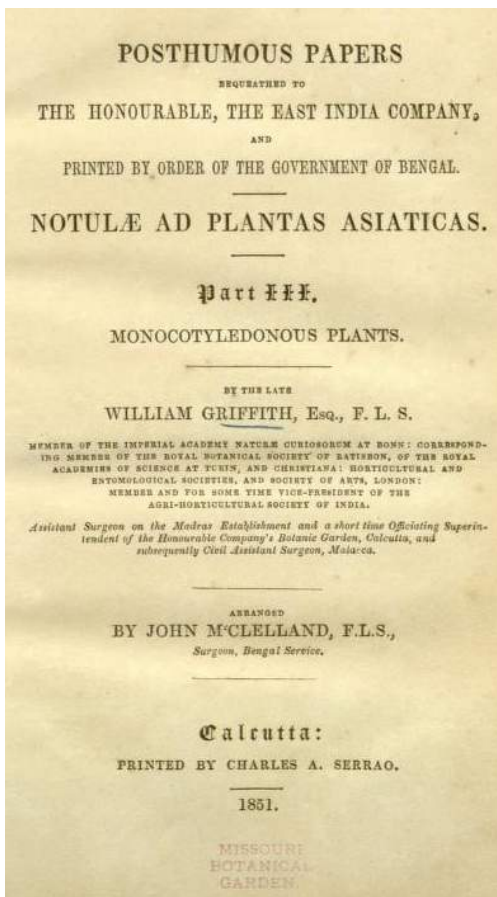 POSTHUMOUS PAPERS
BEQUEATHED TO
THE HONOURABLE, THE EAST INDIA COMPANY,
AND
PRINTED BY ORDER OF THE GOVERNMENT OF BENGAL.
NOTULÆ AD PLANTAS ASIATICAS.
Part III.
MONOCOTYLEDONOUS PLANTS.
BY THE LATE
WILLIAM GRIFFITH, Esq., F. L. S.
MEMBER OF THE IMPERIAL ACADEMY NATURÆ CURIOSORUM AT BONN: CORRESPOND-
ING MEMBER OF THE ROYAL BOTANICAL SOCIETY OF RATISBON, OF THE ROYAL
ACADEMIES OF SCIENCE AT TURIN, AND CHRISTIANA: HORTICULTURAL AND
ENTOMOLOGICAL SOCIETIES, AND SOCIETY OF ARTS, LONDON:
MEMBER AND FOR SOME TIME VICE-PRESIDENT OF THE
AGRI-HORTICULTURAL SOCIETY OF INDIA.
Assistant Surgeon on the Madras Establishment and a short time Officiating Superin-
tendent of the Honourable Company's Botanic Garden, Calcutta, and
subsequently Civil Assistant Surgeon, Malacca.
ARRANGED
BY JOHN M‘CLELLAND, F.L.S.,
Surgeon, Bengal Service.
Calcutta:
PRINTED BY CHARLES A. SERRAO.
1851.
MISSOURI
BOTANICAL
GARDEN.